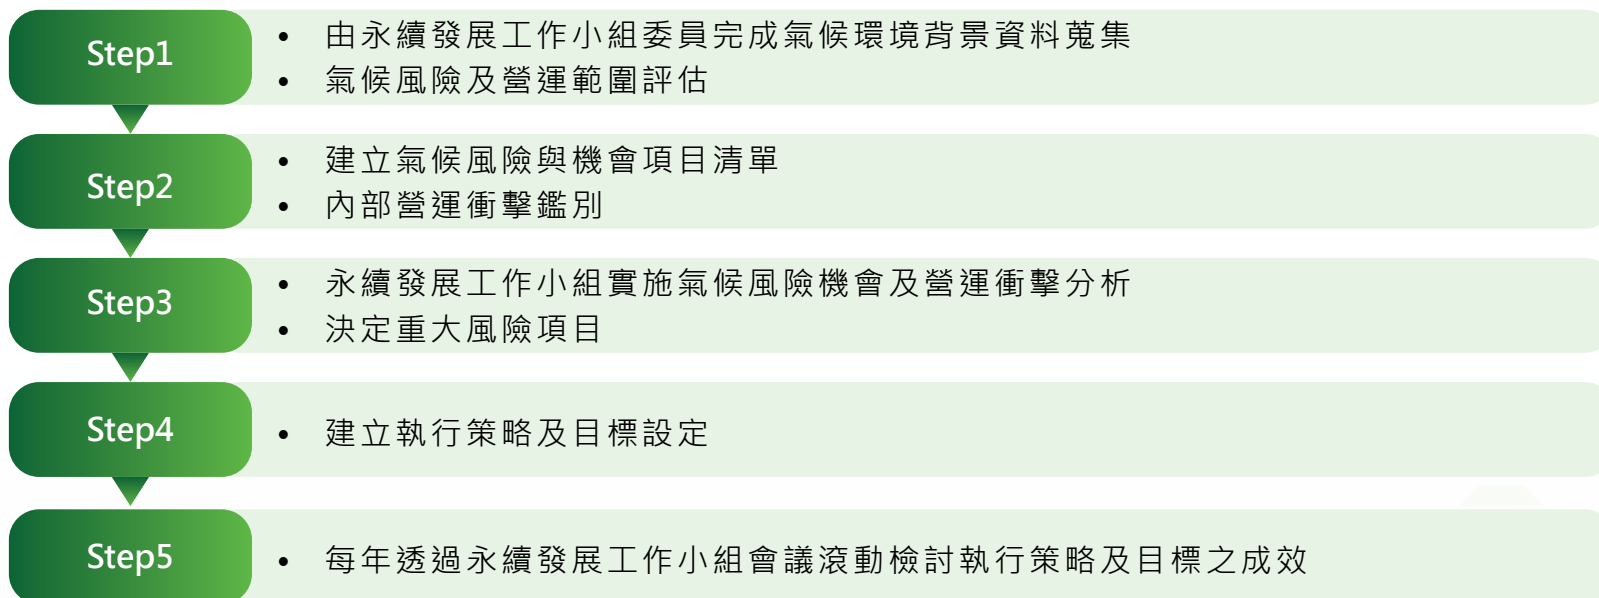 Step1
• 由永續發展工作小組委員完成氣候環境背景資料蒐集
• 氣候風險及營運範圍評估
Step2
• 建立氣候風險與機會項目清單
• 內部營運衝擊鑑別
Step3
• 永續發展工作小組實施氣候風險機會及營運衝擊分析
• 決定重大風險項目
Step4
• 建立執行策略及目標設定
Step5
• 每年透過永續發展工作小組會議滾動檢討執行策略及目標之成效